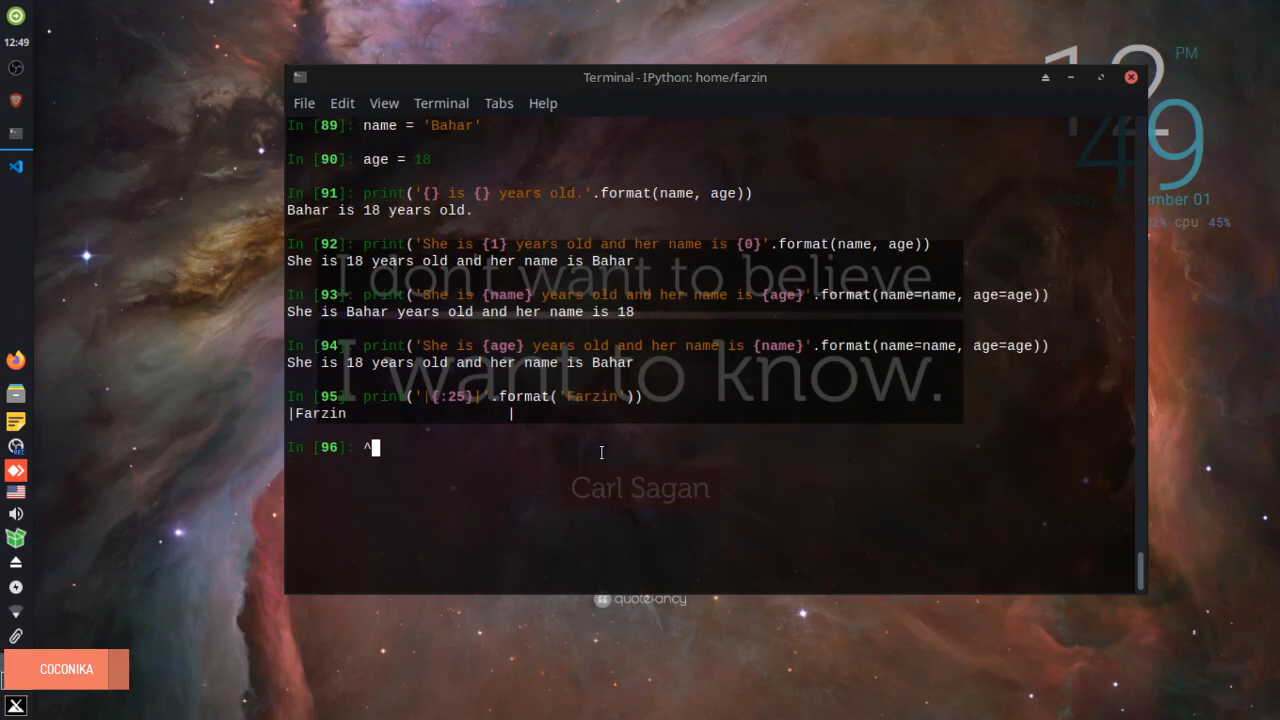 12:49
Terminal - IPython: home/farzin
File Edit View Terminal Tabs Help
In [89]: name = 'Bahar'
In [90]: age = 18
In [91]: print('{} is {} years old.'.format(name, age))
Bahar is 18 years old.
In [92]: print('She is {1} years old and her name is {0}'.format(name, age))
She is 18 years old and her name is Bahar
In [93]: print('She is {name} years old and her name is {age}'.format(name=name, age=age))
She is Bahar years old and her name is 18
In [94]: print('She is {age} years old and her name is {name}'.format(name=name, age=age))
She is 18 years old and her name is Bahar
In [95]: print('|{:25}|'.format('Farzin'))
|Farzin                   |
In [96]: ^
I don't want to believe
I want to know.
Carl Sagan
quotefancy
12 PM
49
01
cpu 45%
REC
COCONIKA